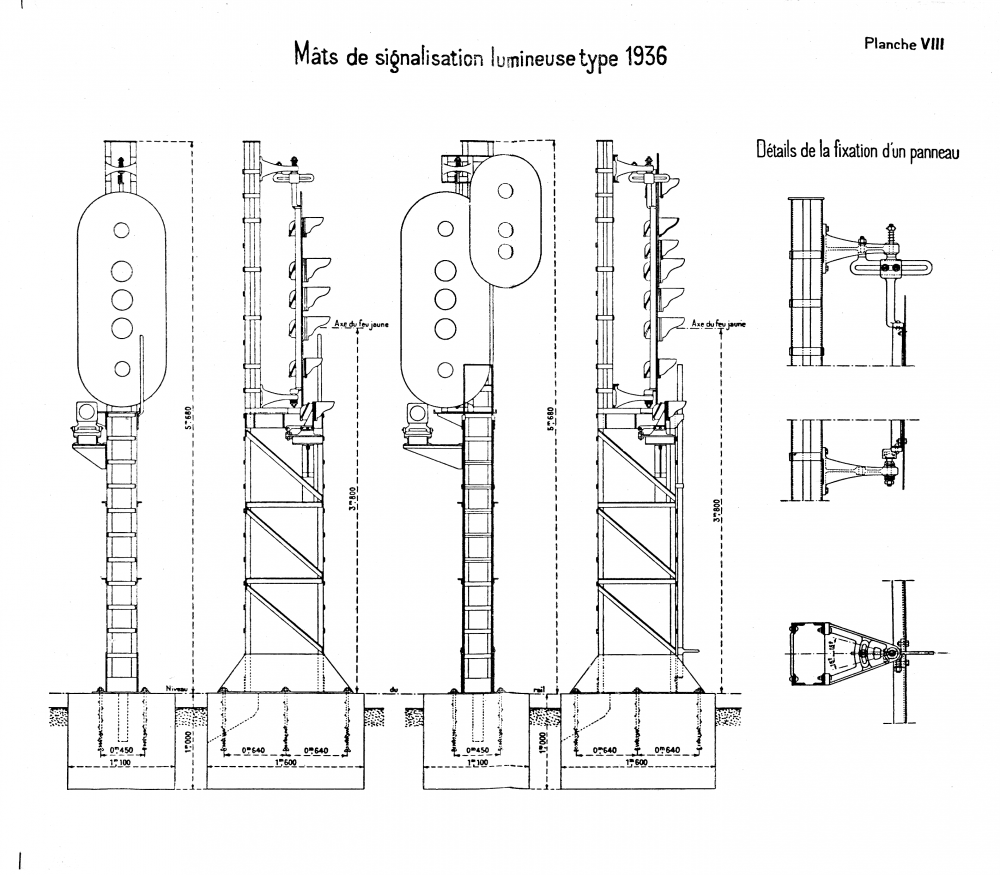 Planche VIII
Mâts de signalisation lumineuse type 1936
Détails de la fixation d'un panneau
Axe du feu jaune
Axe du feu jaune
5ᵐ680
3ᵐ800
5ᵐ680
3ᵐ800
15° 15°
Niveau du rail
1ᵐ000
1ᵐ000
0ᵐ450
0ᵐ640 0ᵐ640
0ᵐ450
0ᵐ640 0ᵐ640
1ᵐ100
1ᵐ600
1ᵐ100
1ᵐ600